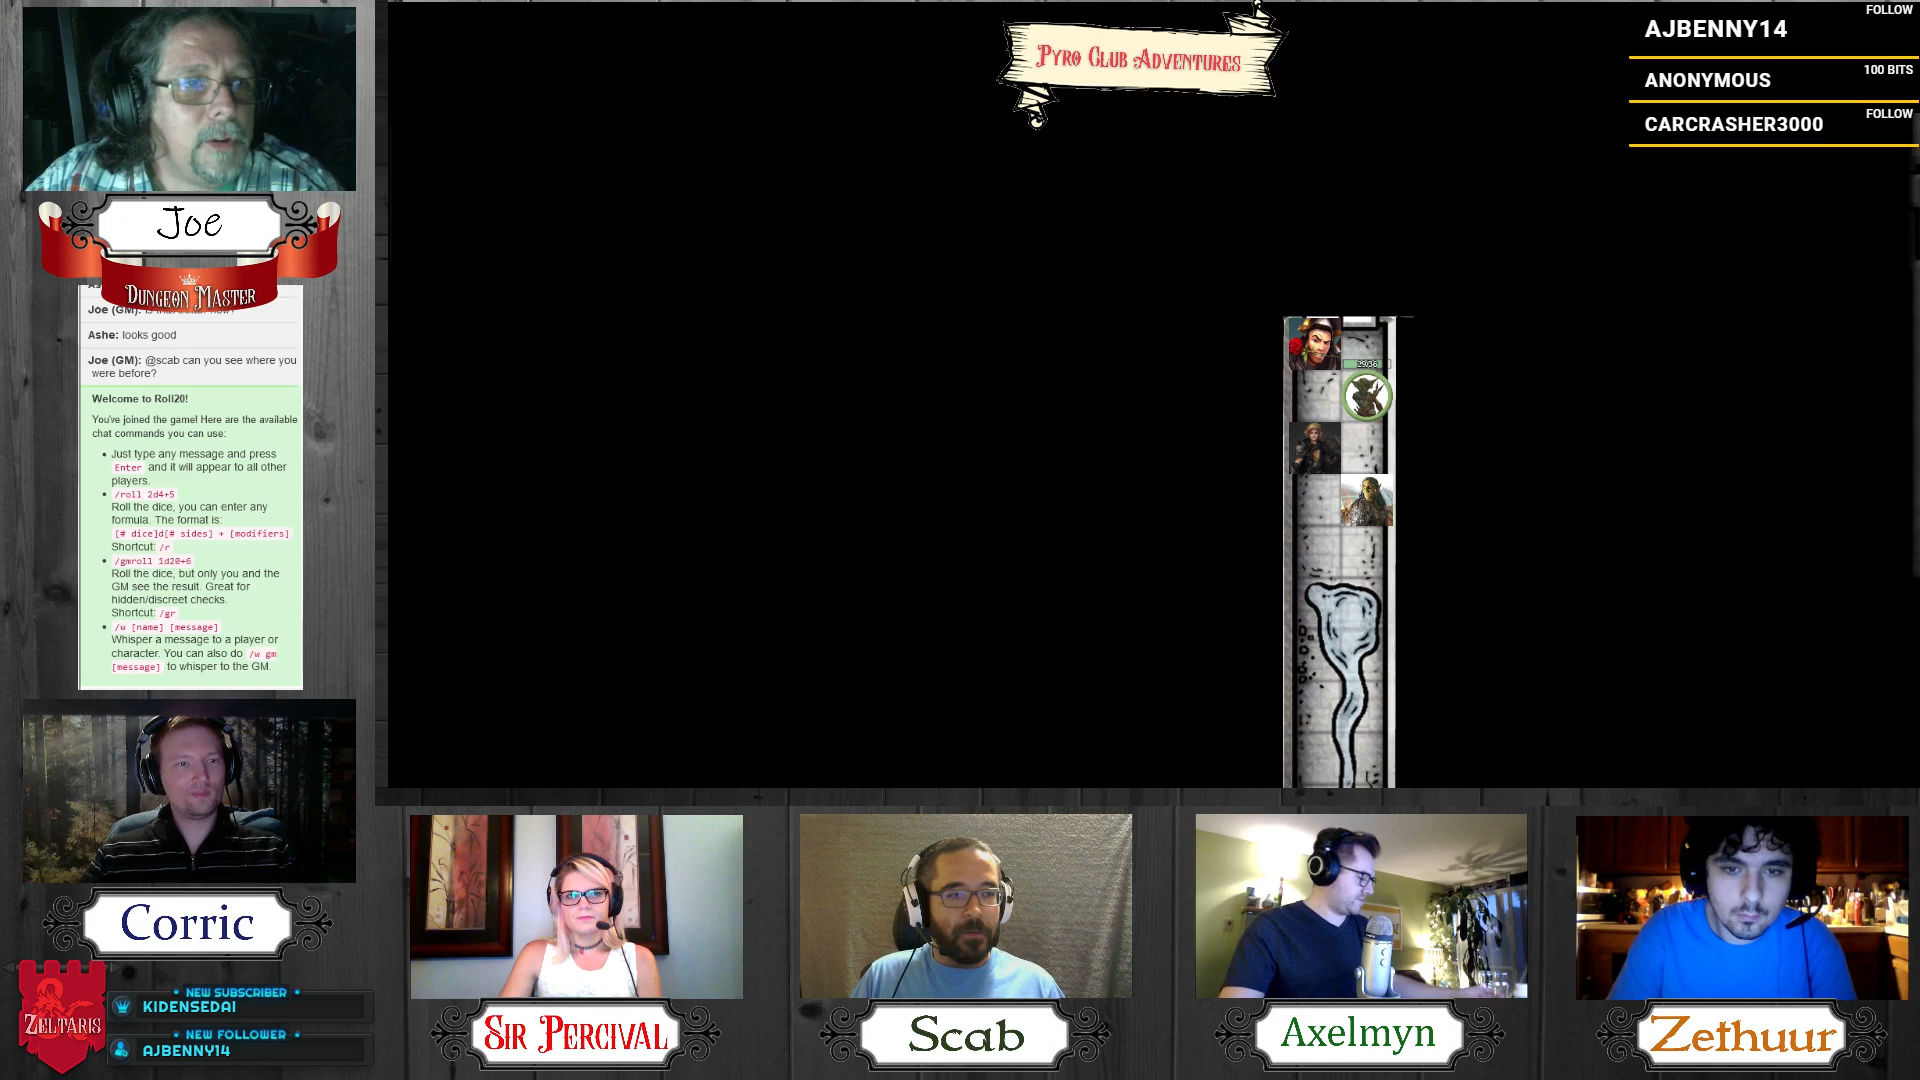 Pyro Club Adventures
FOLLOW
AJBENNY14
100 BITS
ANONYMOUS
FOLLOW
CARCRASHER3000
Joe
Dungeon Master
Joe (GM):
Ashe: looks good
Joe (GM): @scab can you see where you
were before?
Welcome to Roll20!
You've joined the game! Here are the available
chat commands you can use:
Just type any message and press
Enter and it will appear to all other
players.
/roll 2d4+5
Roll the dice, you can enter any
formula. The format is:
[# dice]d[# sides] + [modifiers]
Shortcut: /r
/gmroll 1d20+6
Roll the dice, but only you and the
GM see the result. Great for
hidden/discreet checks.
Shortcut: /gr
/w [name] [message]
Whisper a message to a player or
character. You can also do /w gm
[message] to whisper to the GM.
29/36
Corric
Zeltaris
NEW SUBSCRIBER
KIDENSEDAI
NEW FOLLOWER
AJBENNY14
Sir Percival
Scab
Axelmyn
Zethuur